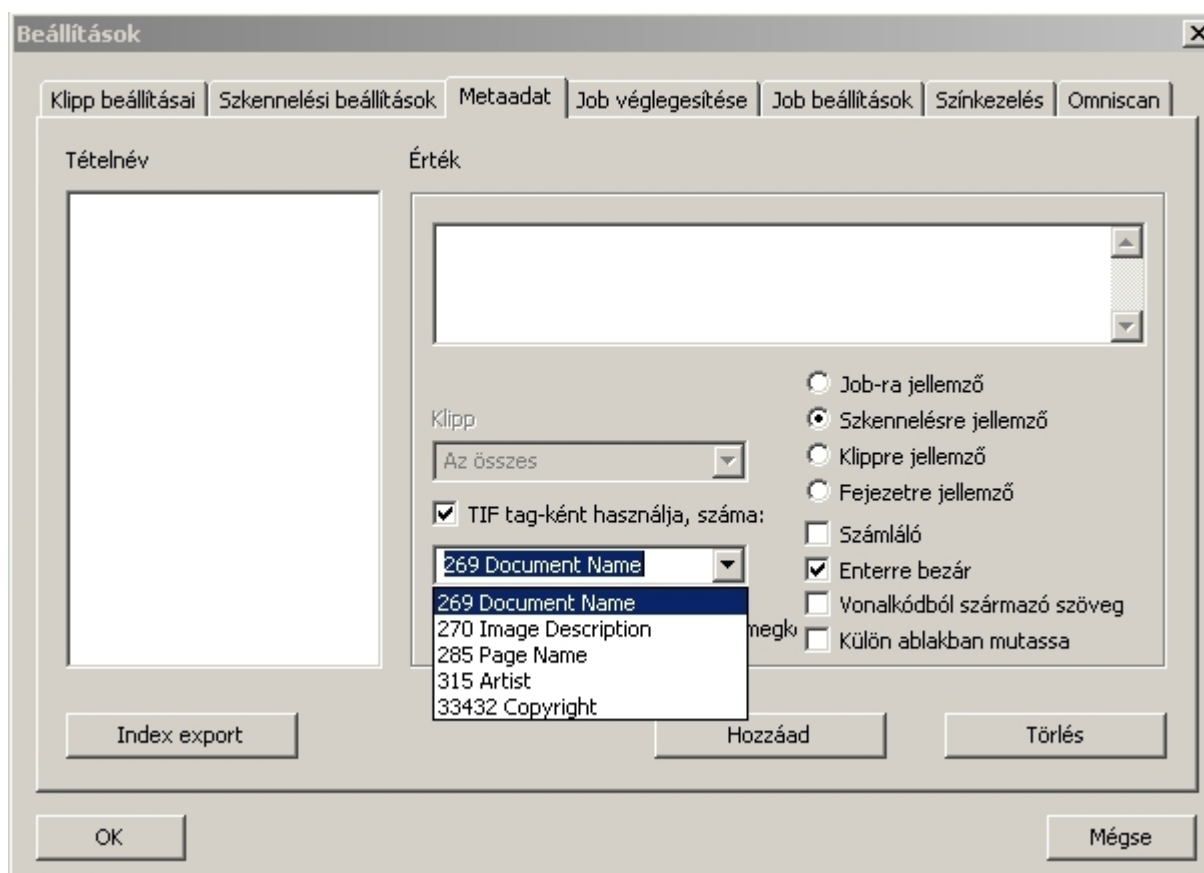 Beállítások
Klipp beállításai Szkennelési beállítások Metaadat Job véglegesítése Job beállítások Színkezelés Omniscan
Tételnév Érték
Job-ra jellemző
Klipp Szkennelésre jellemző
Az összes Klippre jellemző
Fejezetre jellemző
TIF tag-ként használja, száma:
Számláló
269 Document Name Enterre bezár
269 Document Name Vonalkódból származó szöveg
270 Image Description Külön ablakban mutassa
285 Page Name
315 Artist
33432 Copyright
Index export Hozzáad Törlés
OK Mégse